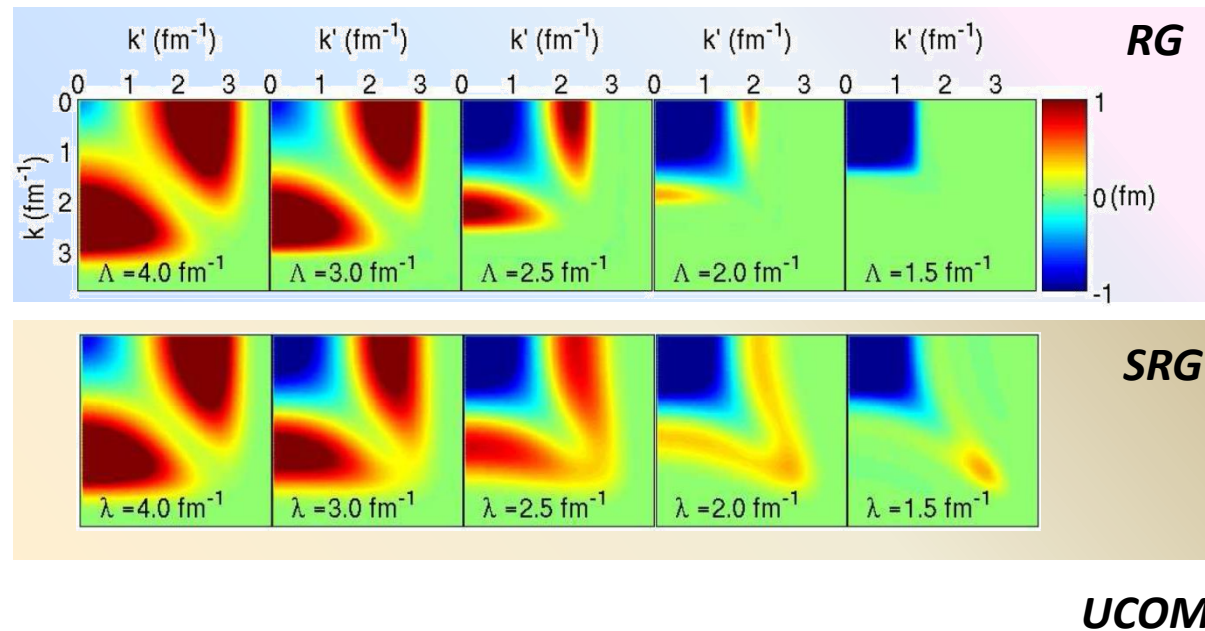 k' (fm⁻¹) k' (fm⁻¹) k' (fm⁻¹) k' (fm⁻¹) k' (fm⁻¹) RG
0 1 2 3 0 1 2 3 0 1 2 3 0 1 2 3 0 1 2 3
k (fm⁻¹)
0
1
2
3
1
0 (fm)
-1
Λ =4.0 fm⁻¹ Λ =3.0 fm⁻¹ Λ =2.5 fm⁻¹ Λ =2.0 fm⁻¹ Λ =1.5 fm⁻¹
SRG
λ =4.0 fm⁻¹ λ =3.0 fm⁻¹ λ =2.5 fm⁻¹ λ =2.0 fm⁻¹ λ =1.5 fm⁻¹
UCOM